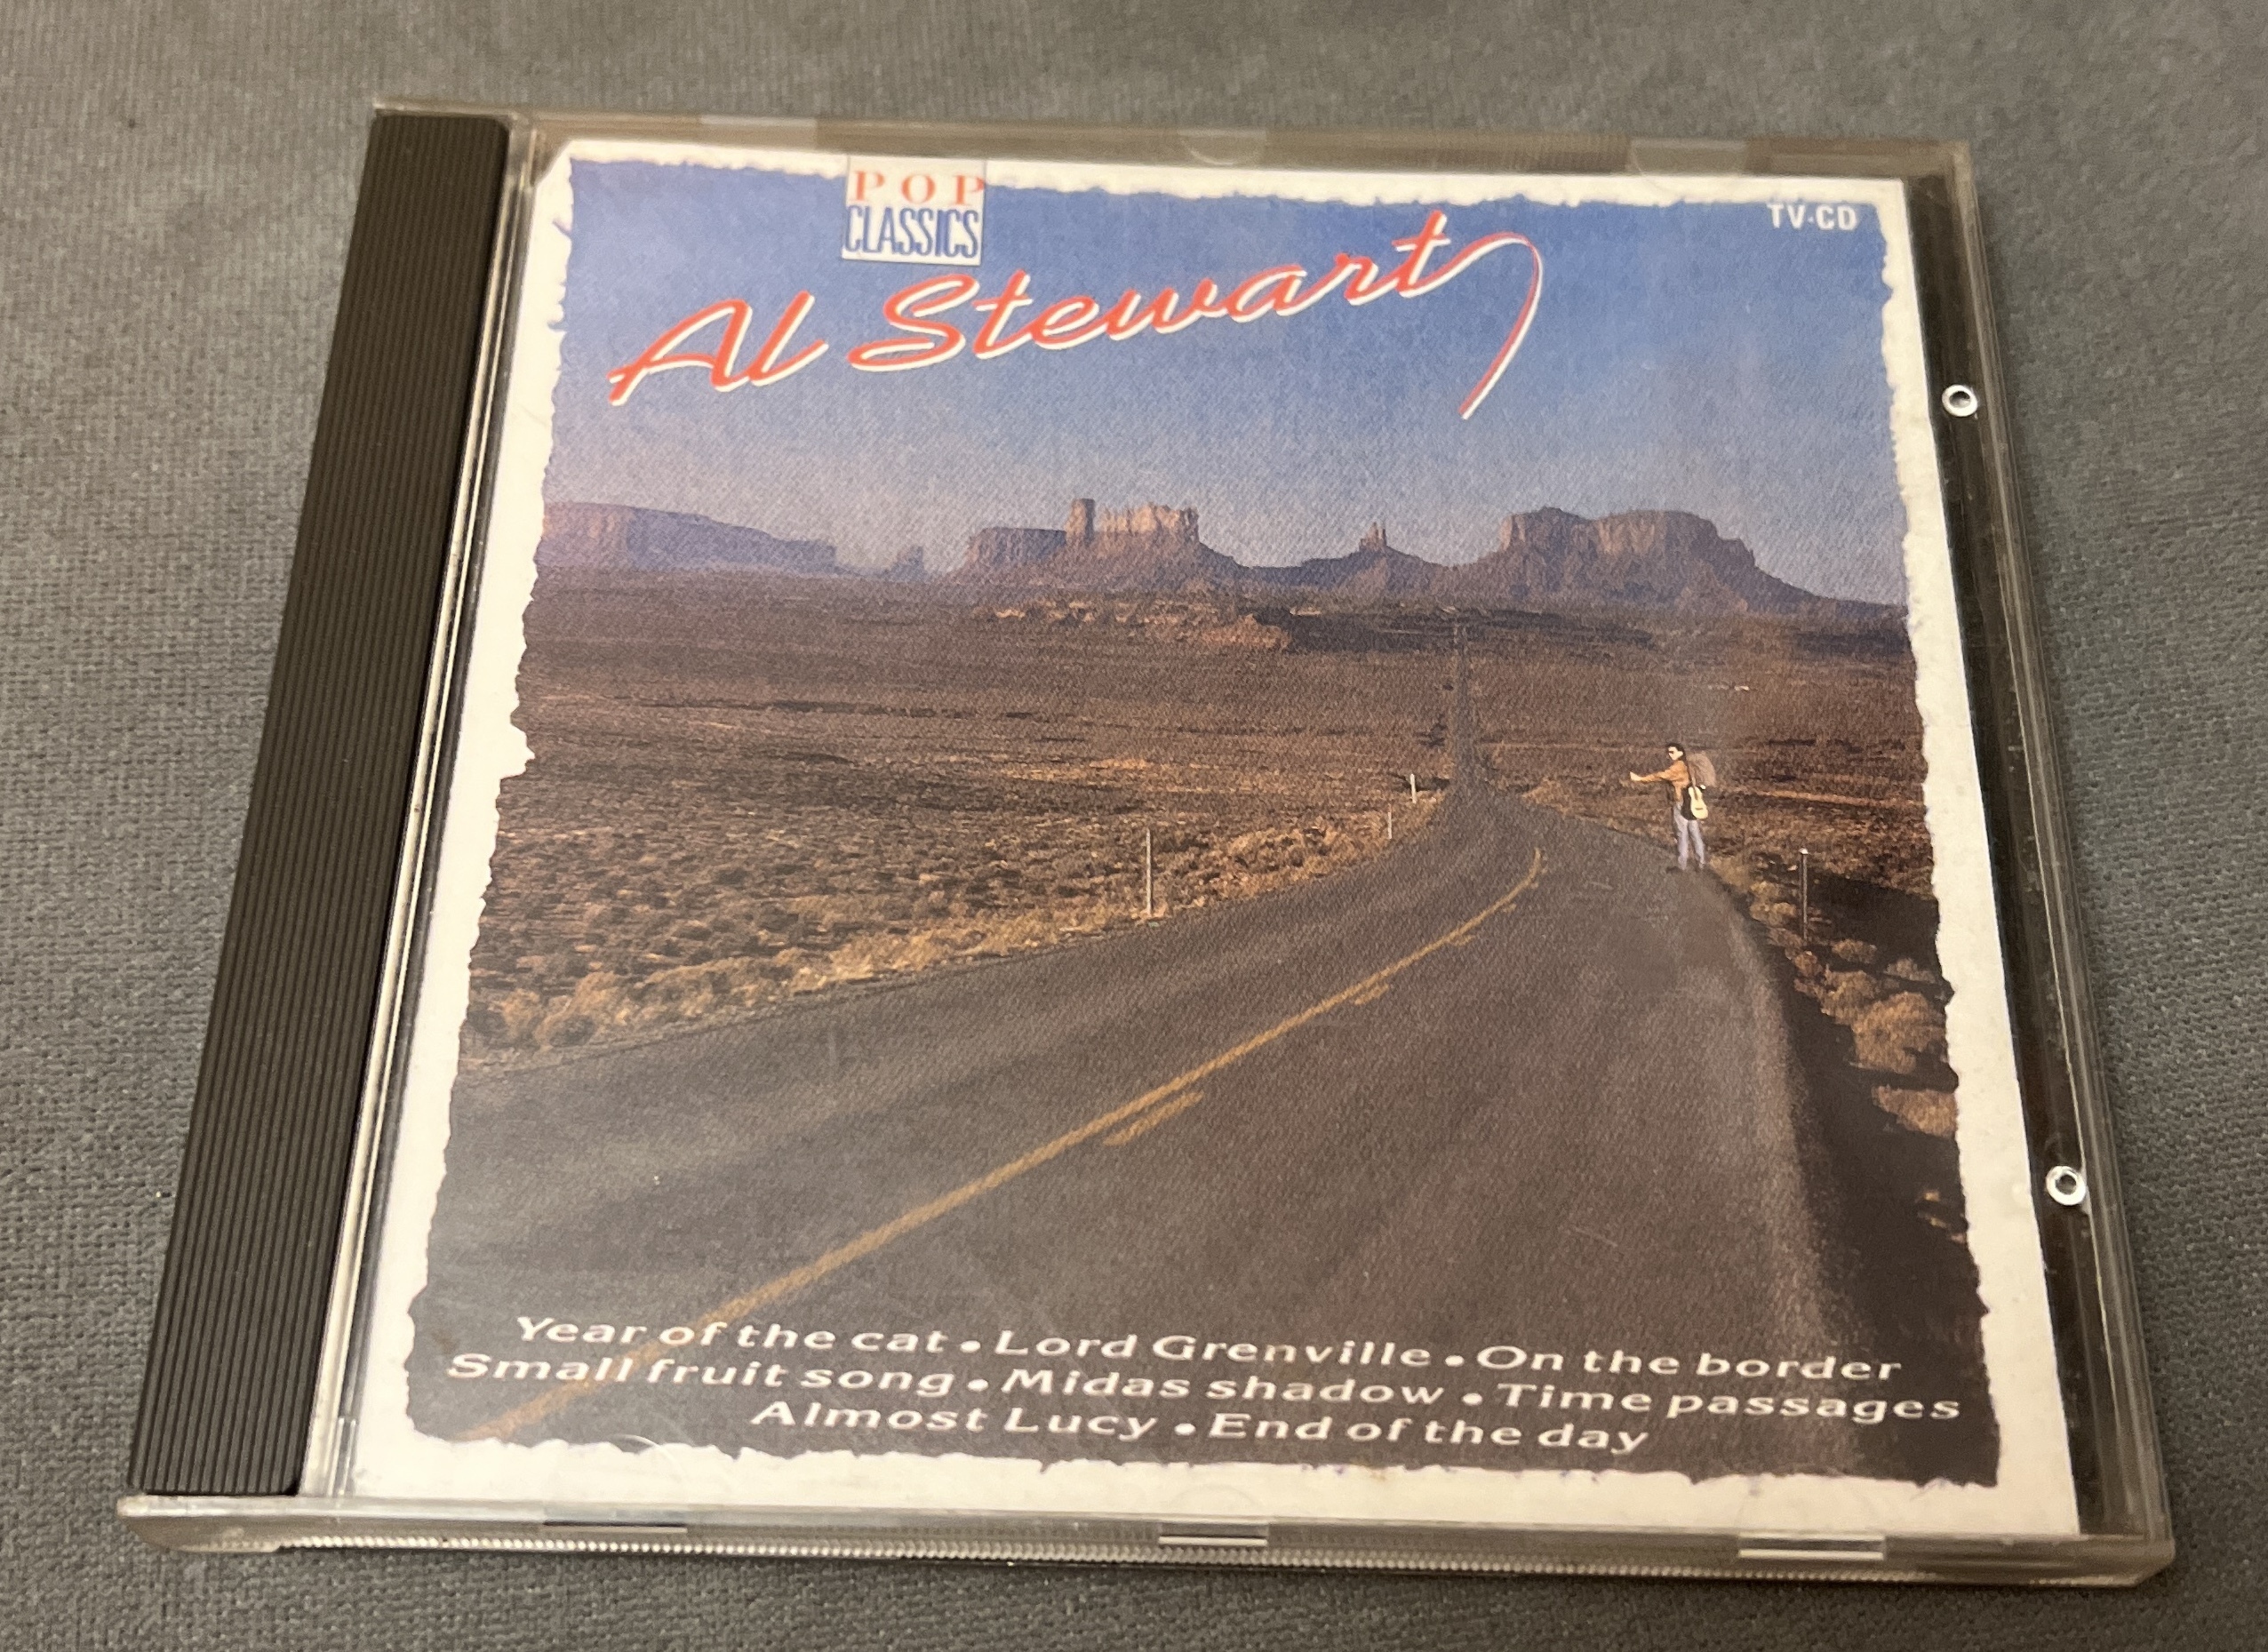 POP
CLASSICS
TV·CD
Al Stewart
Year of the cat • Lord Grenville • On the border
Small fruit song • Midas shadow • Time passages
Almost Lucy • End of the day